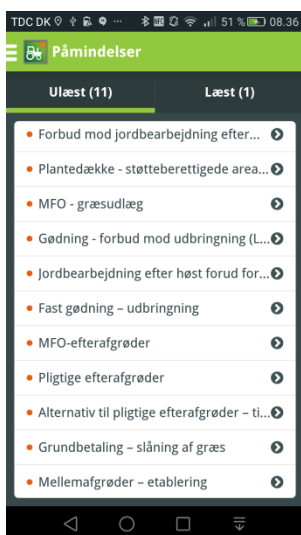 TDC DK ... 51 % 08.36
Påmindelser
Ulæst (11) Læst (1)
Forbud mod jordbearbejdning efter...
Plantedække - støtteberettigede area...
MFO - græsudlæg
Gødning - forbud mod udbringning (L...
Jordbearbejdning efter høst forud for...
Fast gødning – udbringning
MFO-efterafgrøder
Pligtige efterafgrøder
Alternativ til pligtige efterafgrøder – ti...
Grundbetaling – slåning af græs
Mellemafgrøder – etablering